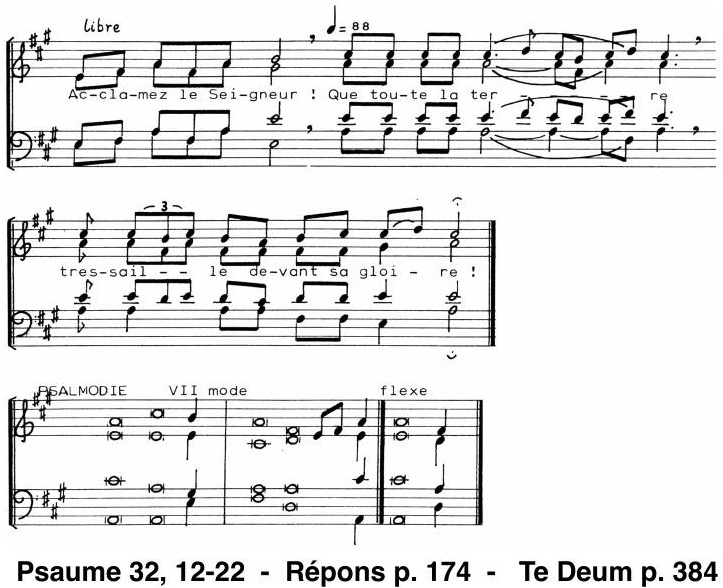 libre ♩= 88
Ac-cla-mez le Sei-gneur ! Que tou-te la ter - - - - re
3
tres-sail - - le de-vant sa gloi - re !
PSALMODIE VII mode flexe
Psaume 32, 12-22 - Répons p. 174 - Te Deum p. 384